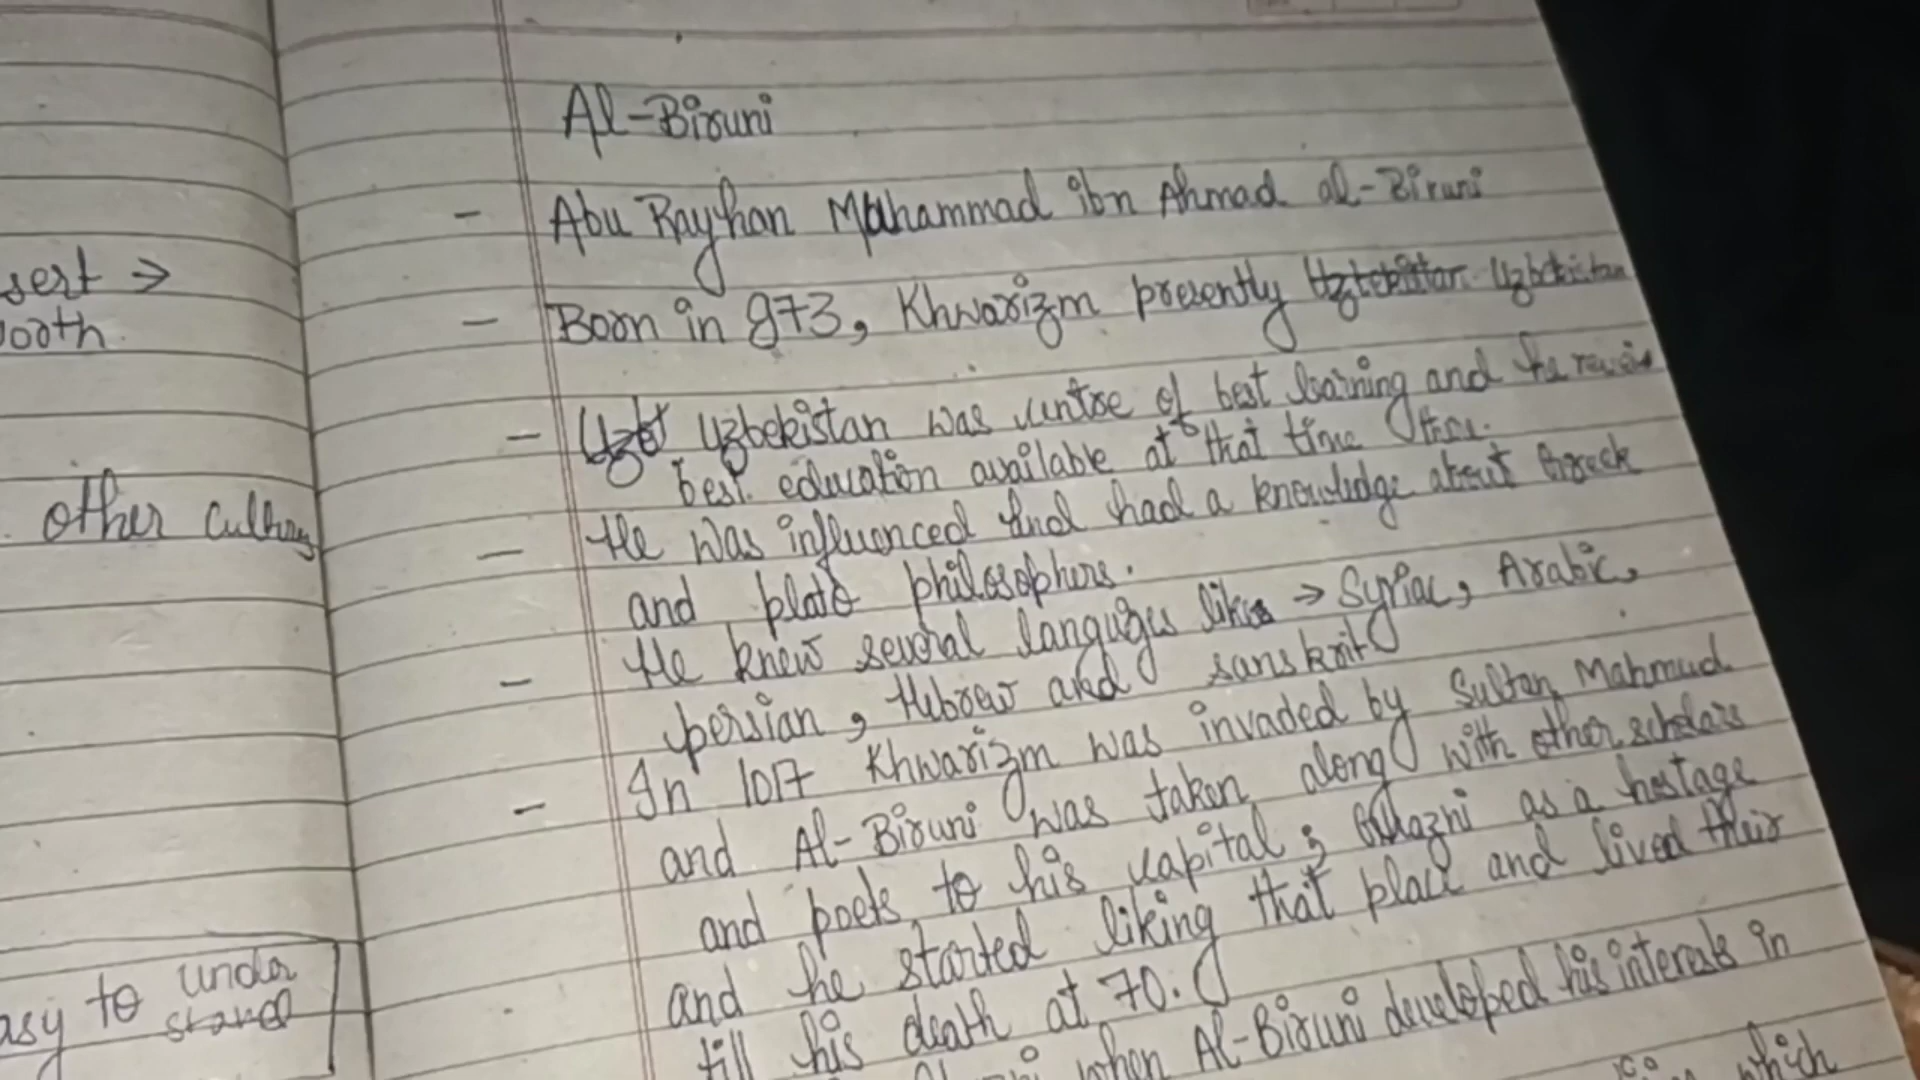 sert →
ooth
other cultures
asy to under
stand
Al-Biruni
- Abu Rayhan Muhammad ibn Ahmad al-Biruni
- Born in 973, Khwarizm presently Uzbekistan
- Uzbekistan was centre of best learning and he
best education available at that time
- He was influenced and had a knowledge about Greek
and plato philosophers.
- He knew several languges like → Syriac, Arabic,
persian, Hebrew and sanskrit
- In 1017 Khwarizm was invaded by Sultan Mahmud
and Al-Biruni was taken along with other scholars
and poets to his capital, Ghazni as a hostage
and he started liking that place and lived their
till his death at 70.
when Al-Biruni developed his interests in
which